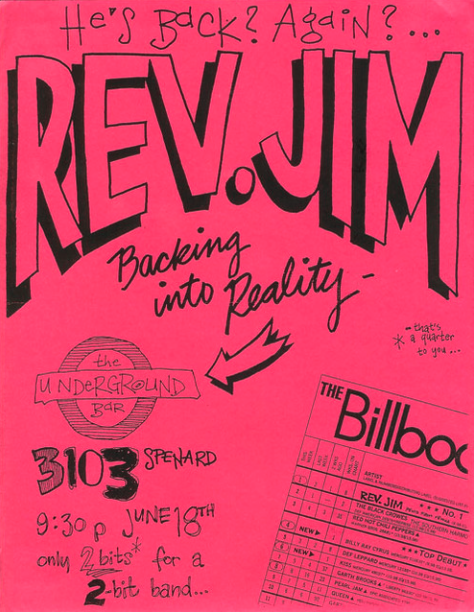 He's Back? Again?...
REV. JIM
Backing
into Reality-
- that's
* a quarter
to you...
the
UNDERGROUND
BAR
3103 SPENARD
9:30p JUNE 18TH
only 2 bits* for a
2-bit band...
THE Billboa
ARTIST
REV. JIM
★★★ No. 1
THE BLACK CROWES
RED HOT CHILI PEPPERS ▲
NEW ▶
★★★ TOP DEBUT ★
BILLY RAY CYRUS
DEF LEPPARD
NEW ▶
KISS
GARTH BROOKS ▲
PEARL JAM ▲
QUEEN ▲